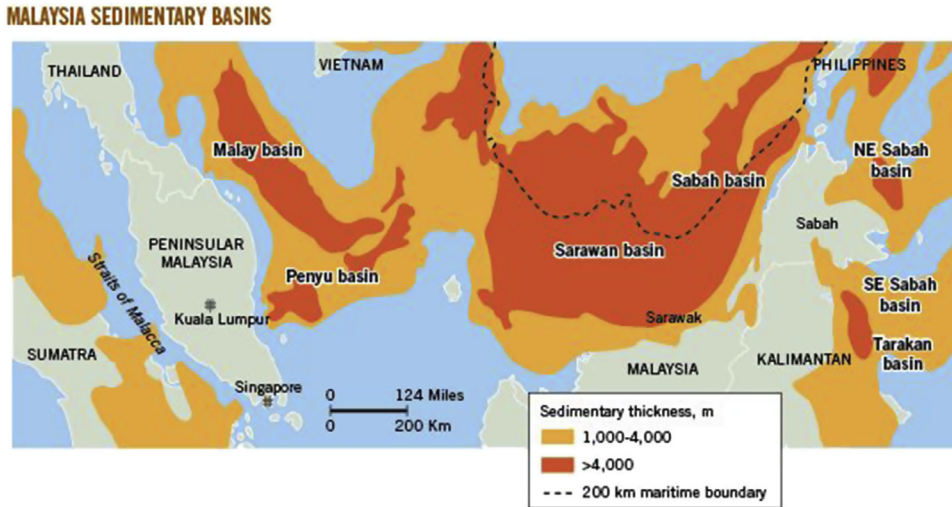 MALAYSIA SEDIMENTARY BASINS
THAILAND
VIETNAM
PHILIPPINES
Malay basin
NE Sabah
basin
Sabah basin
Sabah
PENINSULAR
MALAYSIA
Sarawan basin
Penyu basin
Straits of Malacca
SE Sabah
basin
Kuala Lumpur
Sarawak
Tarakan
basin
SUMATRA
MALAYSIA
KALIMANTAN
Singapore
0 124 Miles
0 200 Km
Sedimentary thickness, m
1,000-4,000
>4,000
200 km maritime boundary